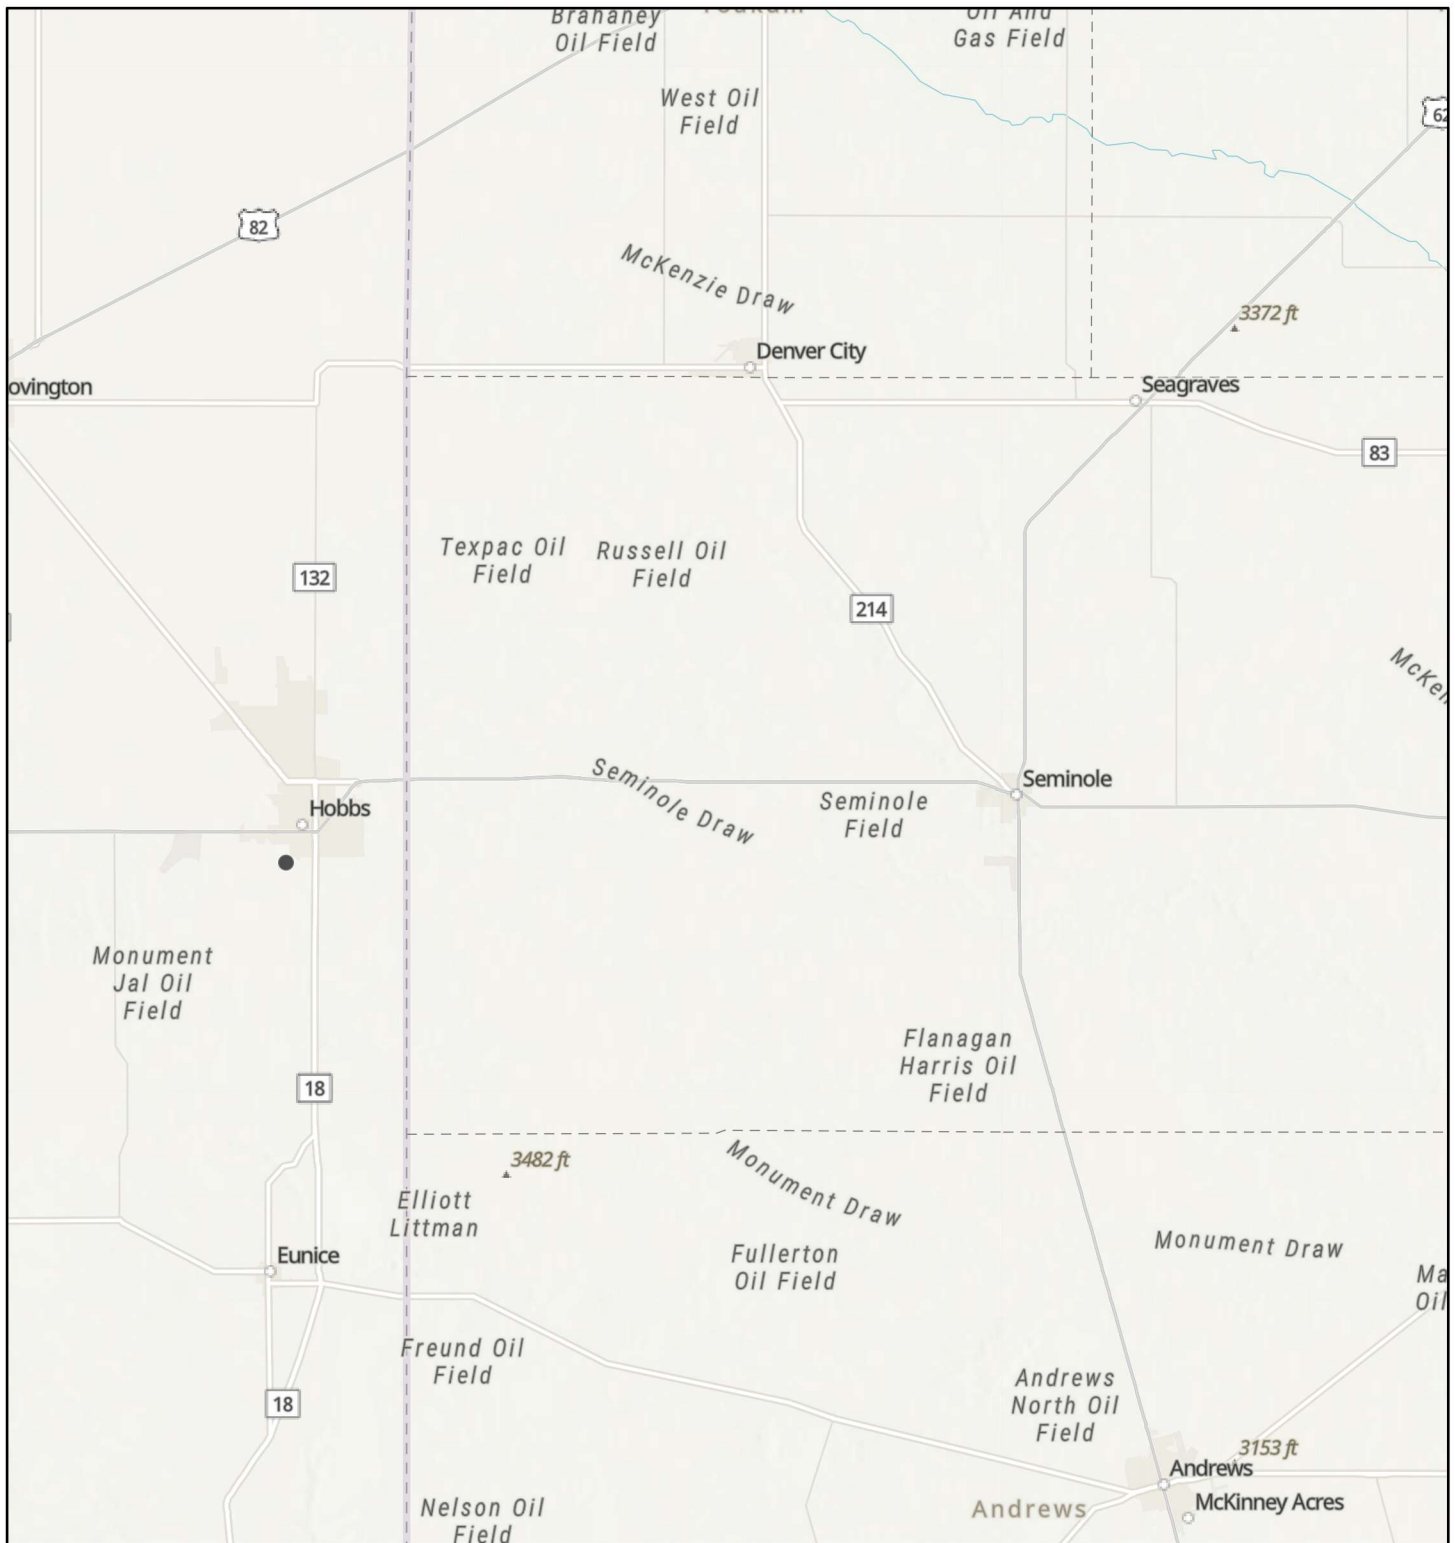 Brahaney
Oil Field
Oil And
Gas Field
West Oil
Field
62
82
McKenzie Draw
3372 ft
Denver City
ovington
Seagraves
83
Texpac Oil
Field
Russell Oil
Field
132
214
McKen
Seminole Draw
Seminole
Seminole
Field
Hobbs
Monument
Jal Oil
Field
Flanagan
Harris Oil
Field
18
3482 ft
Monument Draw
Elliott
Littman
Monument Draw
Fullerton
Oil Field
Eunice
Ma
Oil
Freund Oil
Field
Andrews
North Oil
Field
18
3153 ft
Andrews
McKinney Acres
Andrews
Nelson Oil
Field